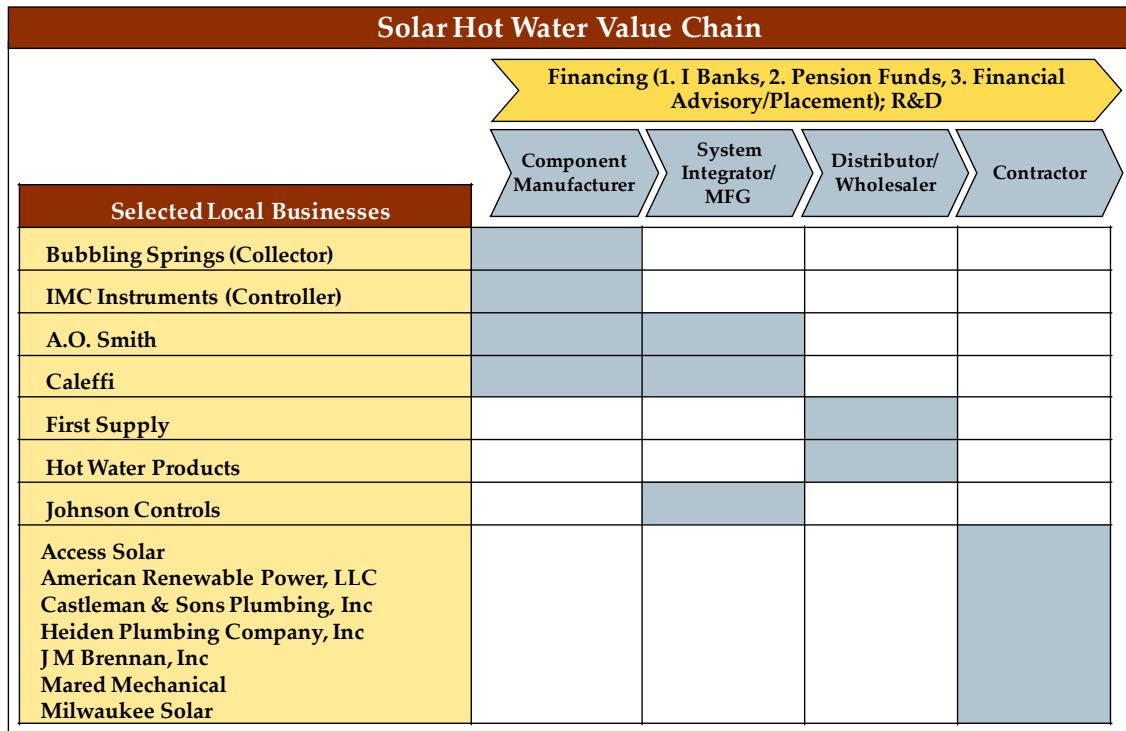 Solar Hot Water Value Chain
Financing (1. I Banks, 2. Pension Funds, 3. Financial
Advisory/Placement); R&D
Component
Manufacturer
System
Integrator/
MFG
Distributor/
Wholesaler
Contractor
Selected Local Businesses
Bubbling Springs (Collector)
IMC Instruments (Controller)
A.O. Smith
Caleffi
First Supply
Hot Water Products
Johnson Controls
Access Solar
American Renewable Power, LLC
Castleman & Sons Plumbing, Inc
Heiden Plumbing Company, Inc
J M Brennan, Inc
Mared Mechanical
Milwaukee Solar